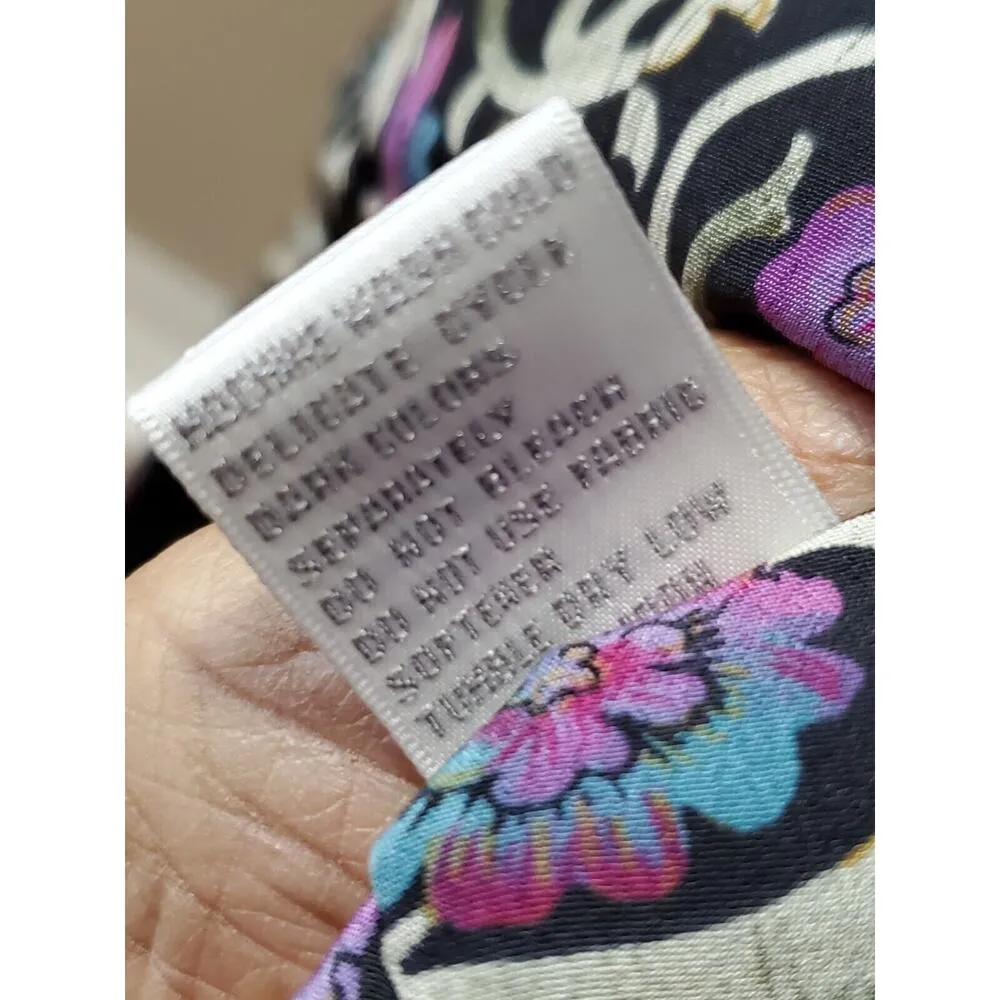 MACHINE WASH COLD
DELICATE CYCLE
DARK COLORS
SEPARATELY
DO NOT BLEACH
DO NOT USE FABRIC
SOFTENER
TUMBLE DRY LOW
IRON